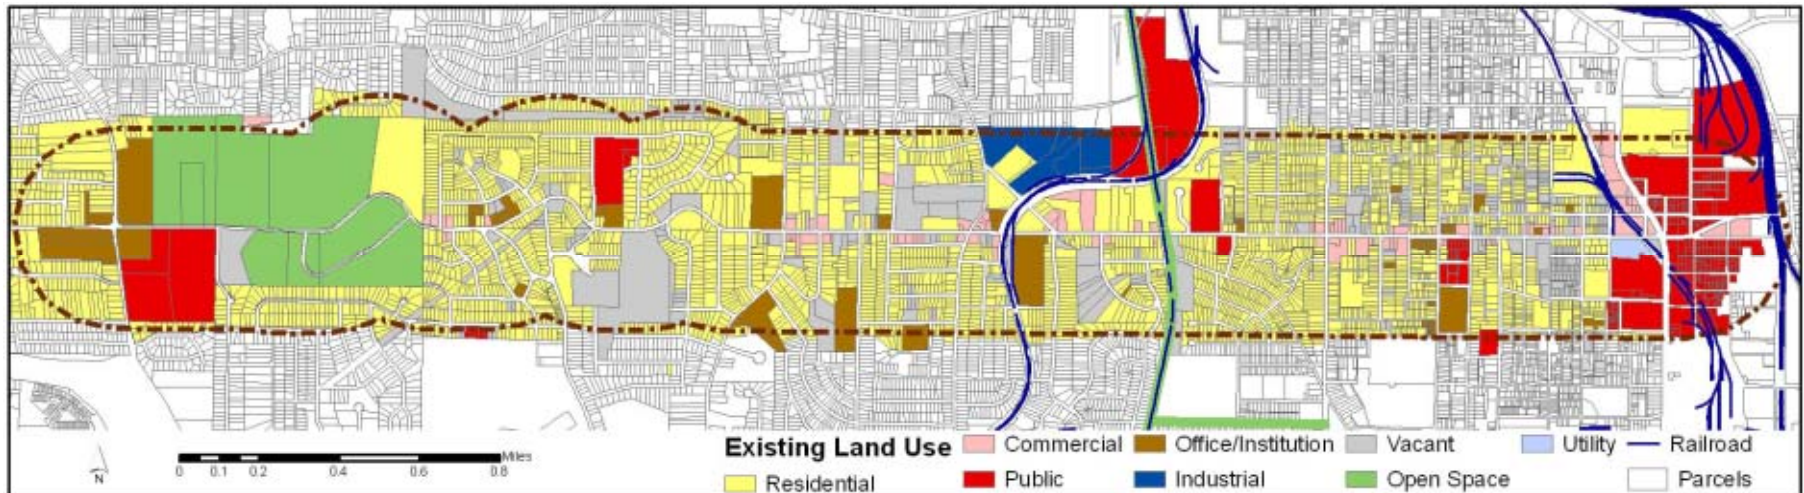 Existing Land Use
Commercial
Office/Institution
Vacant
Utility
Railroad
Residential
Public
Industrial
Open Space
Parcels
Miles
0 0.1 0.2 0.4 0.6 0.8
N